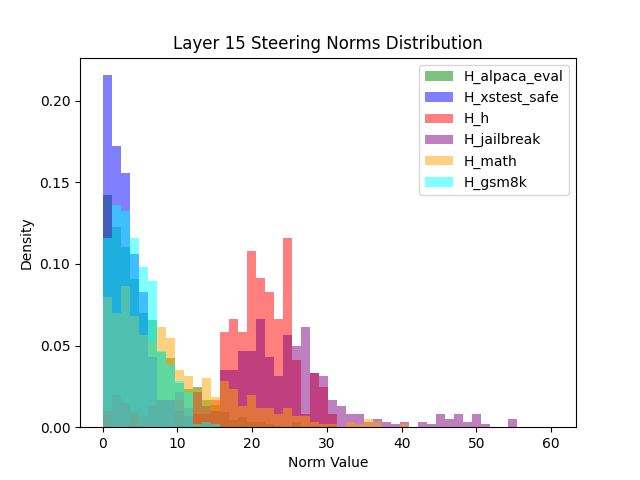 Layer 15 Steering Norms Distribution
H_alpaca_eval
H_xstest_safe
H_h
H_jailbreak
H_math
H_gsm8k
Density
0.20
0.15
0.10
0.05
0.00
0 10 20 30 40 50 60
Norm Value